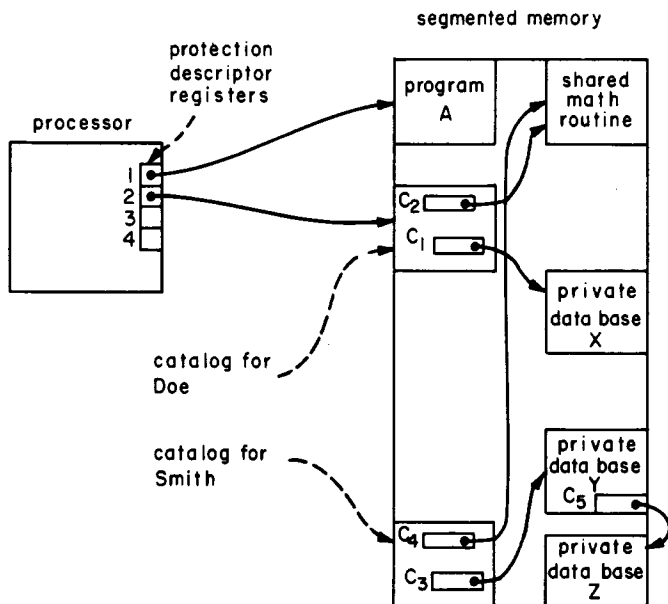 segmented memory
protection
descriptor
registers
processor
1
2
3
4
program
A
shared
math
routine
C2
C1
private
data base
X
catalog for
Doe
catalog for
Smith
private
data base
Y
C5
C4
C3
private
data base
Z